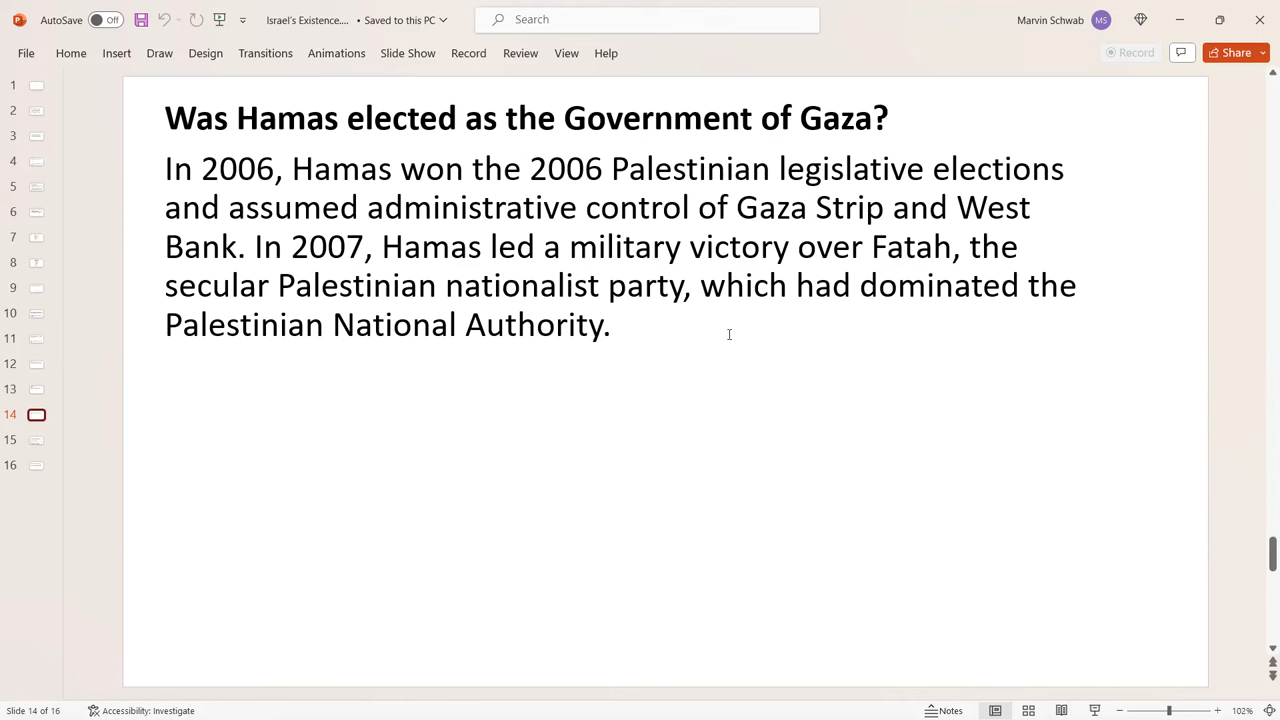 AutoSave Off Israel's Existence.... • Saved to this PC Search Marvin Schwab MS
File Home Insert Draw Design Transitions Animations Slide Show Record Review View Help Record Share
1
2
3
4
5
6
7
8
9
10
11
12
13
14
15
16
Was Hamas elected as the Government of Gaza?
In 2006, Hamas won the 2006 Palestinian legislative elections
and assumed administrative control of Gaza Strip and West
Bank. In 2007, Hamas led a military victory over Fatah, the
secular Palestinian nationalist party, which had dominated the
Palestinian National Authority.
Slide 14 of 16 Accessibility: Investigate Notes 102%